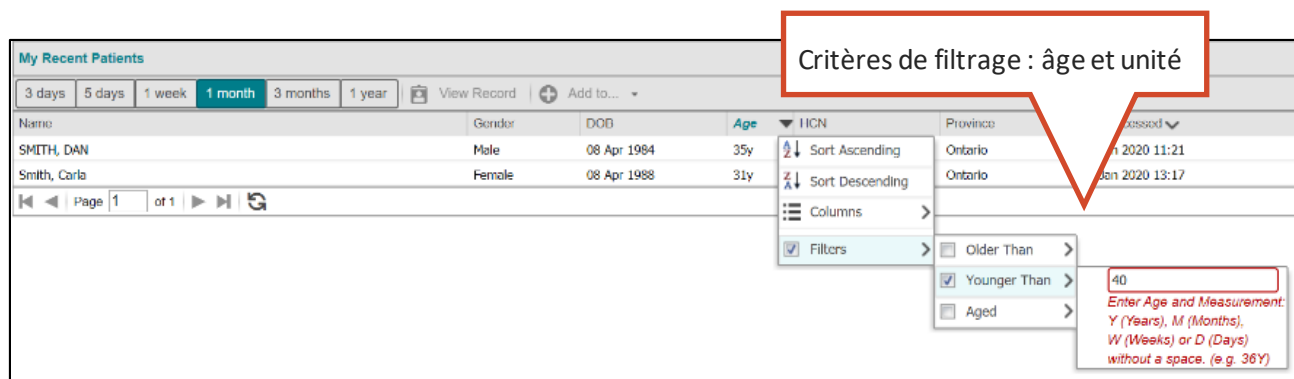 Critères de filtrage : âge et unité
My Recent Patients
3 days 5 days 1 week 1 month 3 months 1 year View Record Add to...
Name Gender DOB Age HCN Province cessed
SMITH, DAN Male 08 Apr 1984 35y Ontario 2020 11:21
Smith, Carla Female 08 Apr 1988 31y Ontario Jan 2020 13:17
Page 1 of 1
Sort Ascending
Sort Descending
Columns
Filters
Older Than
Younger Than
Aged
40
Enter Age and Measurement:
Y (Years), M (Months),
W (Weeks) or D (Days)
without a space. (e.g. 36Y)